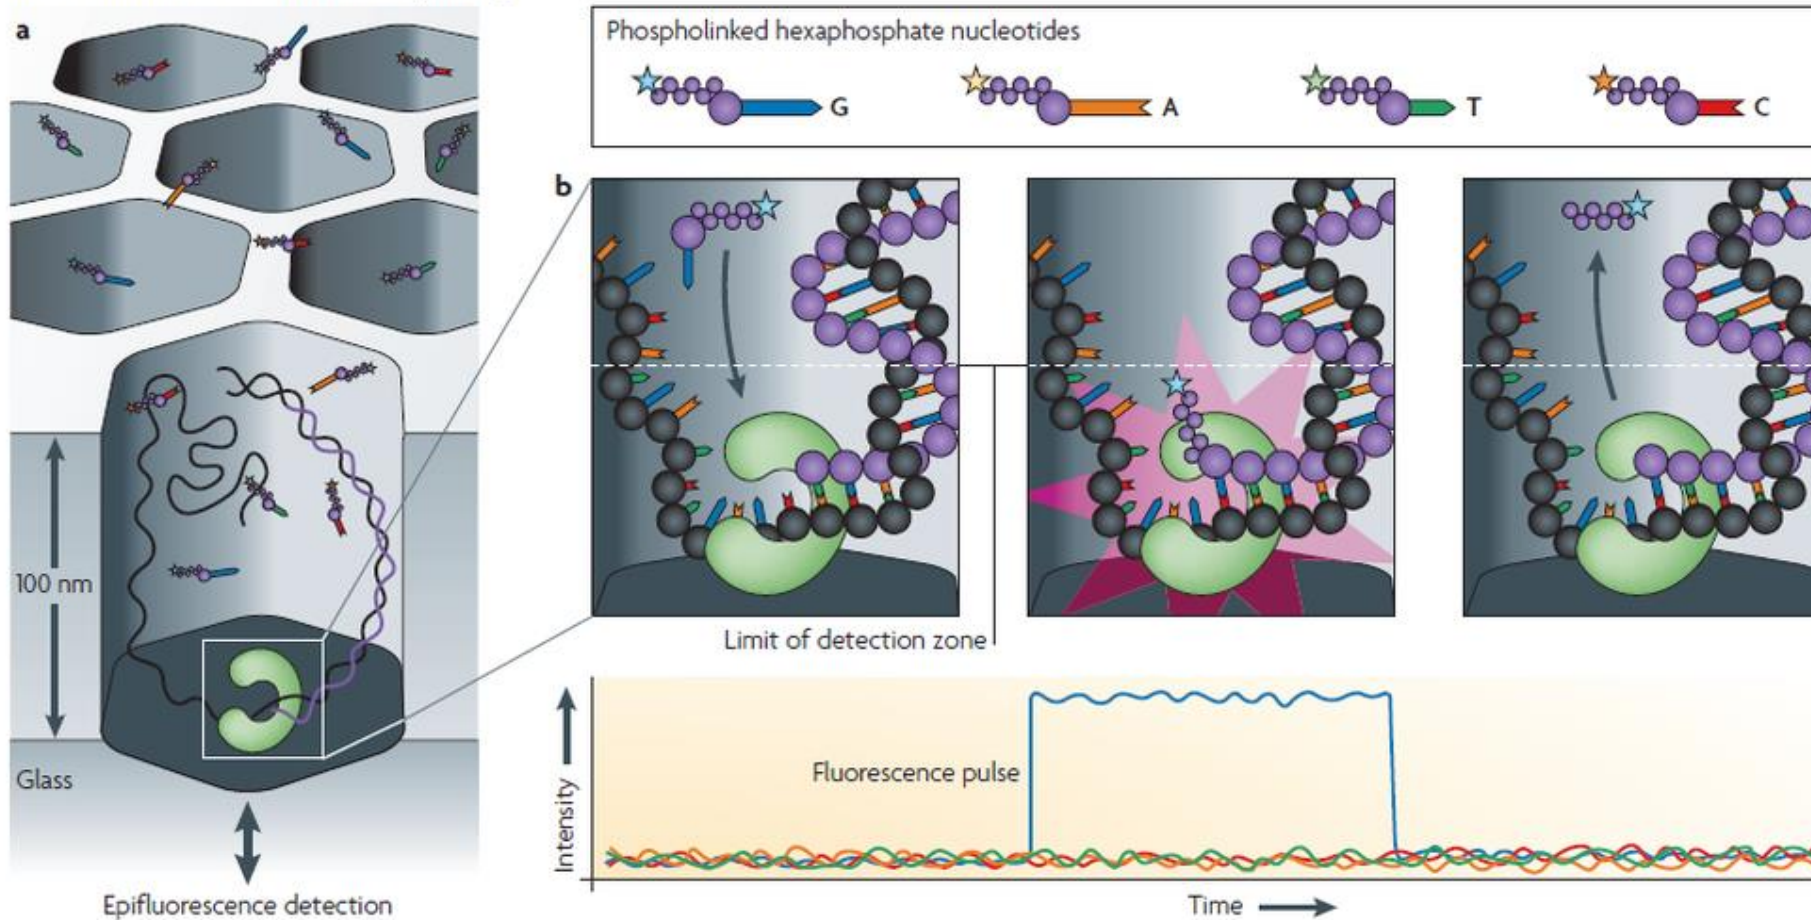 a
Phospholinked hexaphosphate nucleotides
G
A
T
C
b
100 nm
Glass
Epifluorescence detection
Limit of detection zone
Intensity
Fluorescence pulse
Time